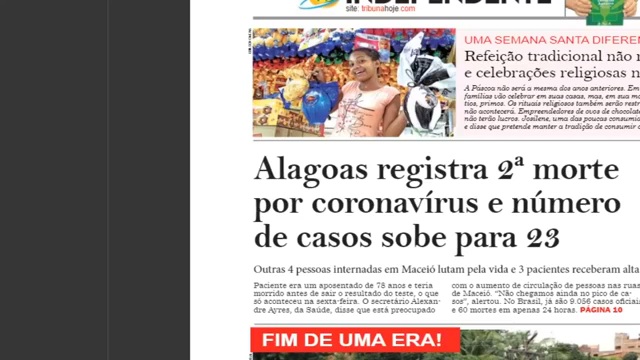 INDEPENDENTE
site: tribunahoje.com
UMA SEMANA SANTA DIFEREN
Refeição tradicional não
e celebrações religiosas n
A Páscoa não será a mesma dos anos anteriores. Em
famílias vão celebrar em suas casas, mas, em sua
tios, primos. Os rituais religiosos também serão
não acontecerá. Empreendedores de ovos de chocolate
não terão lucros. Josilene, uma das poucas
e disse que pretende manter a tradição de consumir
Alagoas registra 2ª morte
por coronavírus e número
de casos sobe para 23
Outras 4 pessoas internadas em Maceió lutam pela vida e 3 pacientes receberam alta
Paciente era um aposentado de 78 anos e teria
morrido antes de sair o resultado do teste, o que
só aconteceu na sexta-feira. O secretário Alexan-
dre Ayres, da Saúde, disse que está preocupado
com o aumento de circulação de pessoas nas ruas
de Maceió. “Não chegamos ainda no pico de ca-
sos”, alertou. No Brasil, já são 9.056 casos oficiais
e 60 mortes em apenas 24 horas. PÁGINA 10
FIM DE UMA ERA!